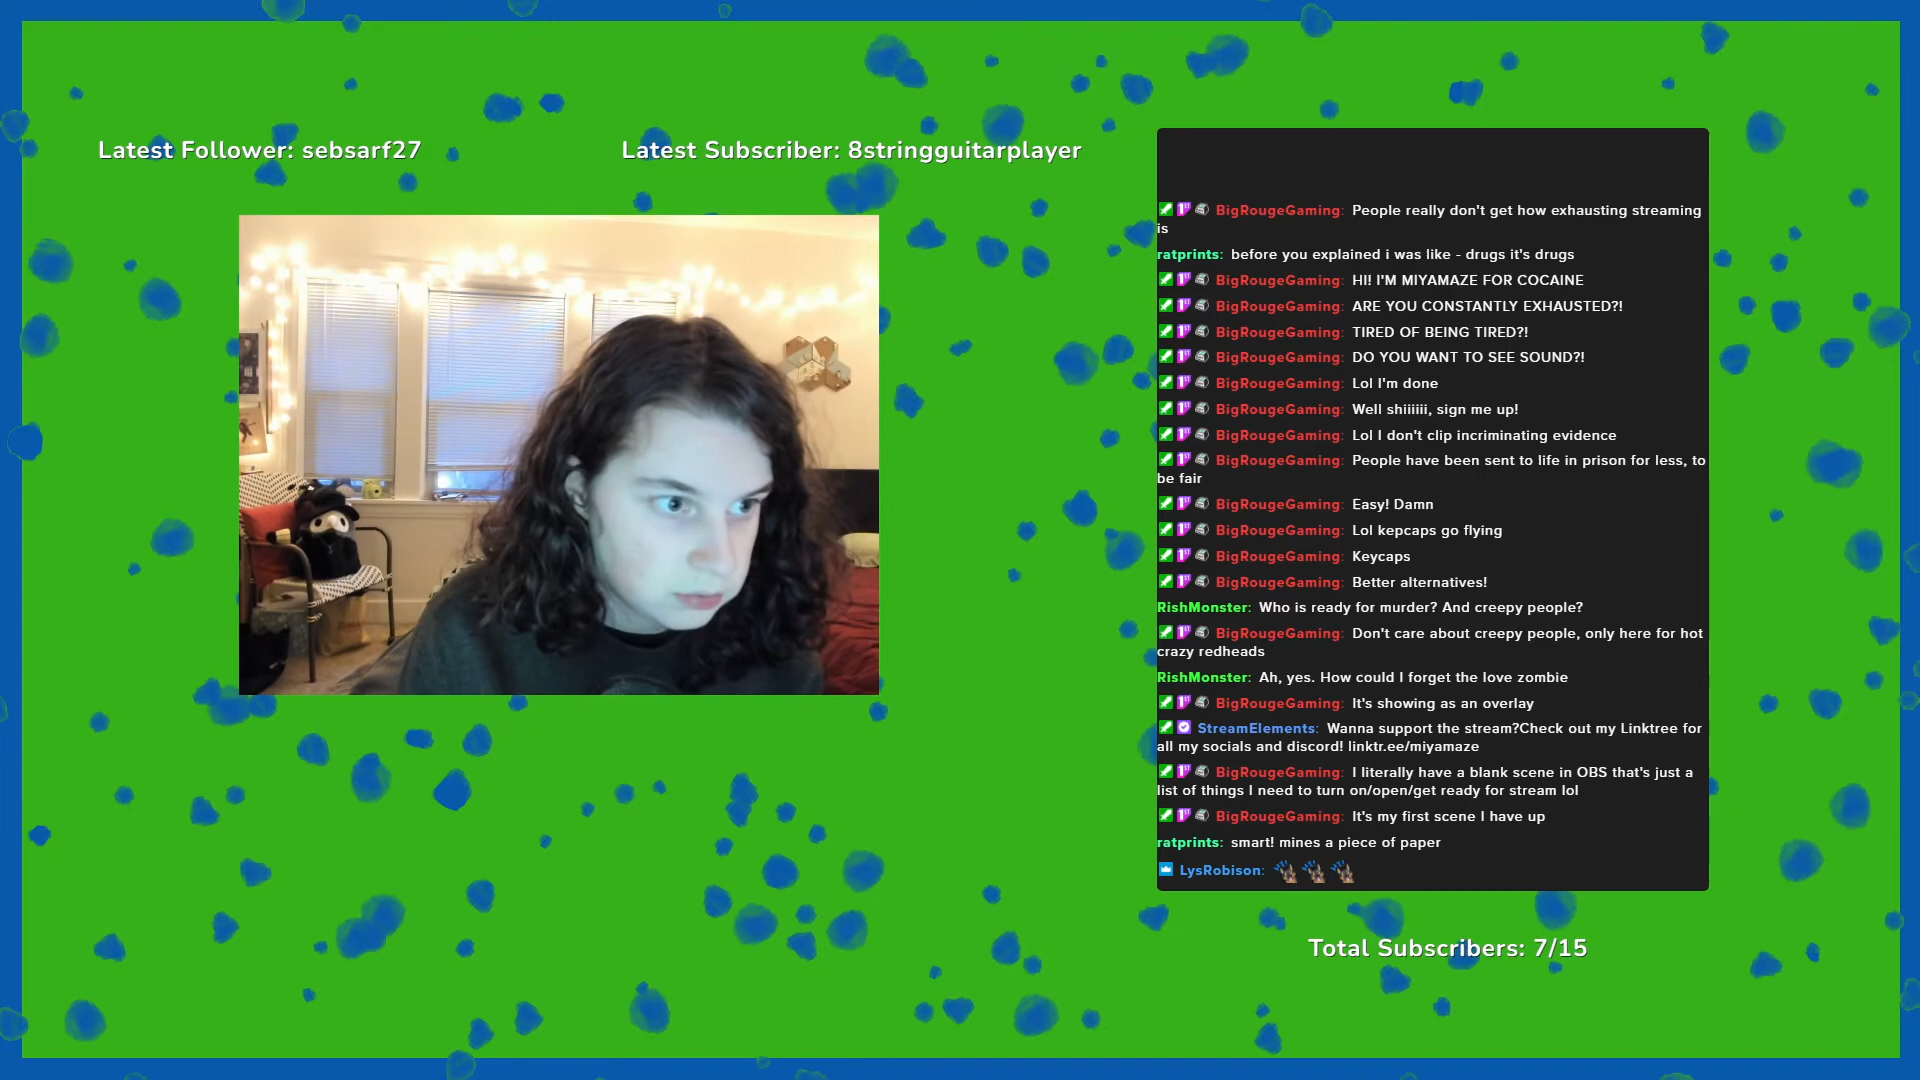 Latest Follower: sebsarf27
Latest Subscriber: 8stringguitarplayer
BigRougeGaming: People really don't get how exhausting streaming
is
ratprints: before you explained i was like - drugs it's drugs
BigRougeGaming: HI! I'M MIYAMAZE FOR COCAINE
BigRougeGaming: ARE YOU CONSTANTLY EXHAUSTED?!
BigRougeGaming: TIRED OF BEING TIRED?!
BigRougeGaming: DO YOU WANT TO SEE SOUND?!
BigRougeGaming: Lol I'm done
BigRougeGaming: Well shiiiiii, sign me up!
BigRougeGaming: Lol I don't clip incriminating evidence
BigRougeGaming: People have been sent to life in prison for less, to
be fair
BigRougeGaming: Easy! Damn
BigRougeGaming: Lol kepcaps go flying
BigRougeGaming: Keycaps
BigRougeGaming: Better alternatives!
RishMonster: Who is ready for murder? And creepy people?
BigRougeGaming: Don't care about creepy people, only here for hot
crazy redheads
RishMonster: Ah, yes. How could I forget the love zombie
BigRougeGaming: It's showing as an overlay
StreamElements: Wanna support the stream?Check out my Linktree for
all my socials and discord! linktr.ee/miyamaze
BigRougeGaming: I literally have a blank scene in OBS that's just a
list of things I need to turn on/open/get ready for stream lol
BigRougeGaming: It's my first scene I have up
ratprints: smart! mines a piece of paper
LysRobison:
Total Subscribers: 7/15